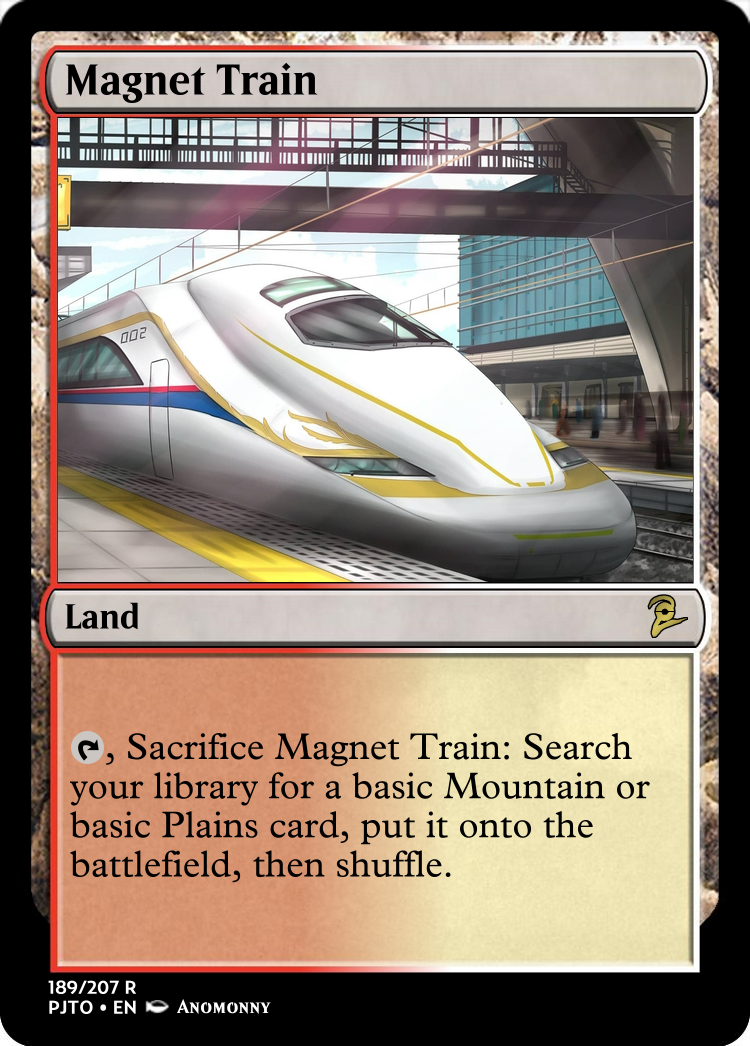 Magnet Train
002
Land
, Sacrifice Magnet Train: Search
your library for a basic Mountain or
basic Plains card, put it onto the
battlefield, then shuffle.
189/207 R
PJTO • EN Anomonny